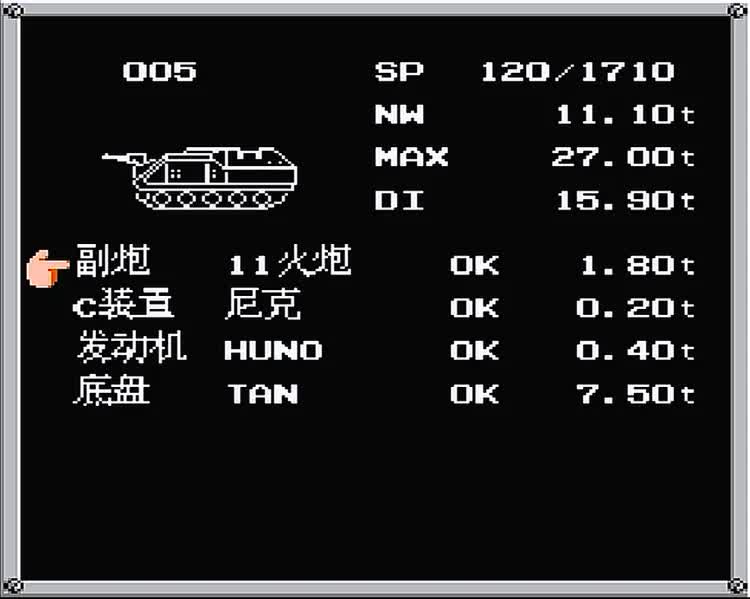 005 SP 120/1710
NW 11.10t
MAX 27.00t
DI 15.90t
副炮 11火炮 OK 1.80t
C装置 尼克 OK 0.20t
发动机 HUNO OK 0.40t
底盘 TAN OK 7.50t